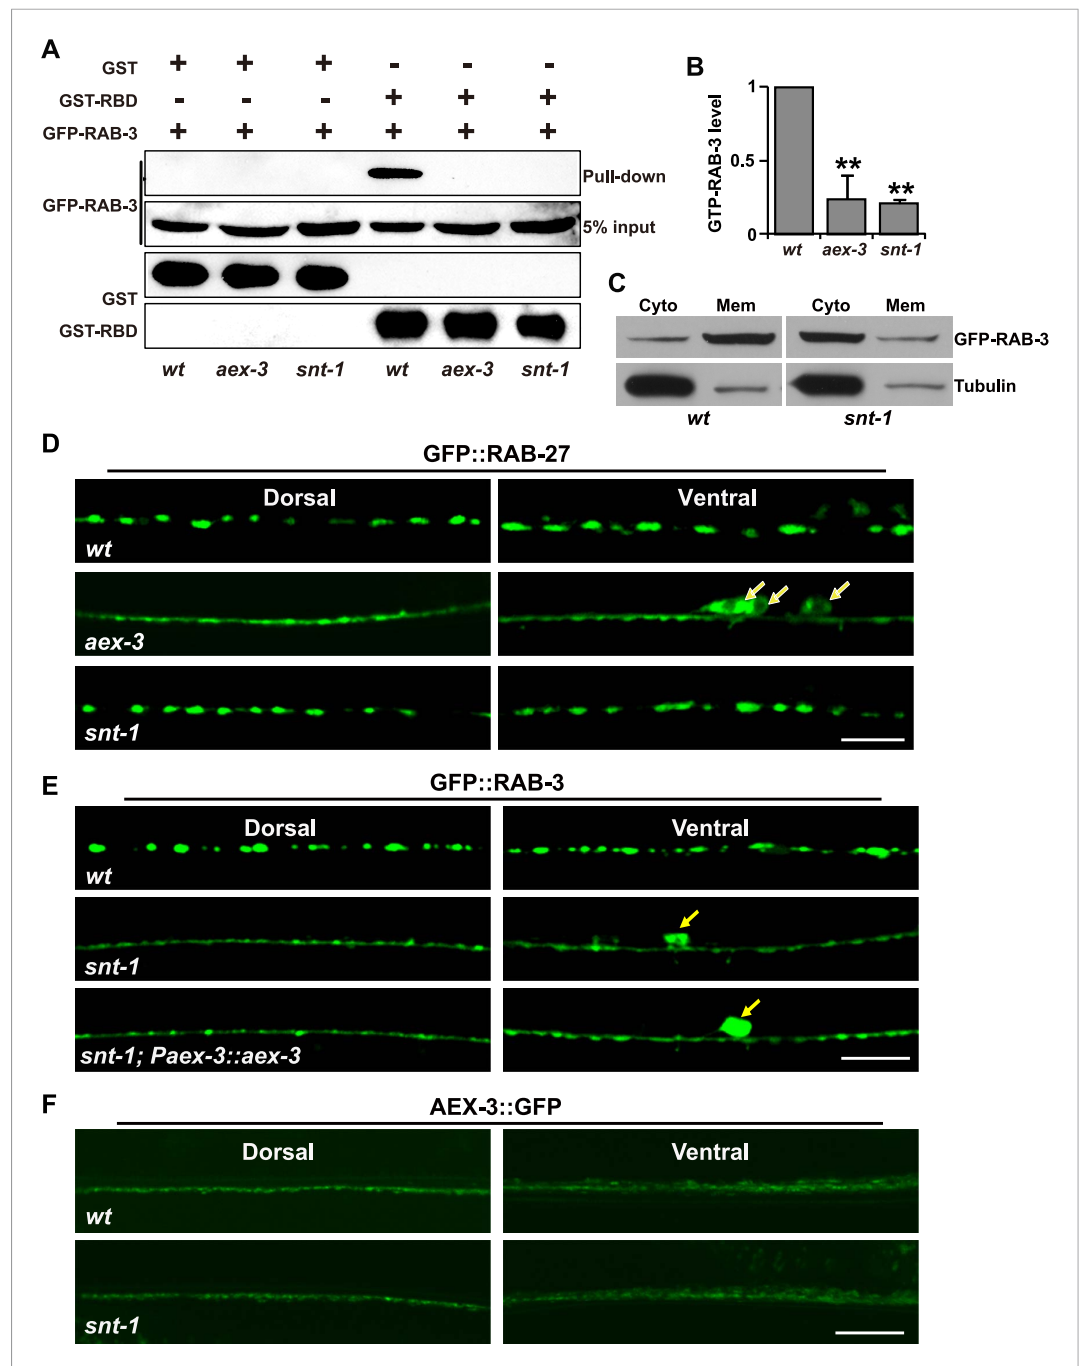 A
GST + + + - - -
GST-RBD - - - + + +
GFP-RAB-3 + + + + + +
GFP-RAB-3
Pull-down
5% input
GST
GST-RBD
wt aex-3 snt-1 wt aex-3 snt-1
B
GTP-RAB-3 level
1
0.5
0
**
**
wt aex-3 snt-1
C
Cyto Mem Cyto Mem
GFP-RAB-3
Tubulin
wt snt-1
D
GFP::RAB-27
Dorsal Ventral
wt
aex-3
snt-1
E
GFP::RAB-3
Dorsal Ventral
wt
snt-1
snt-1; Paex-3::aex-3
F
AEX-3::GFP
Dorsal Ventral
wt
snt-1